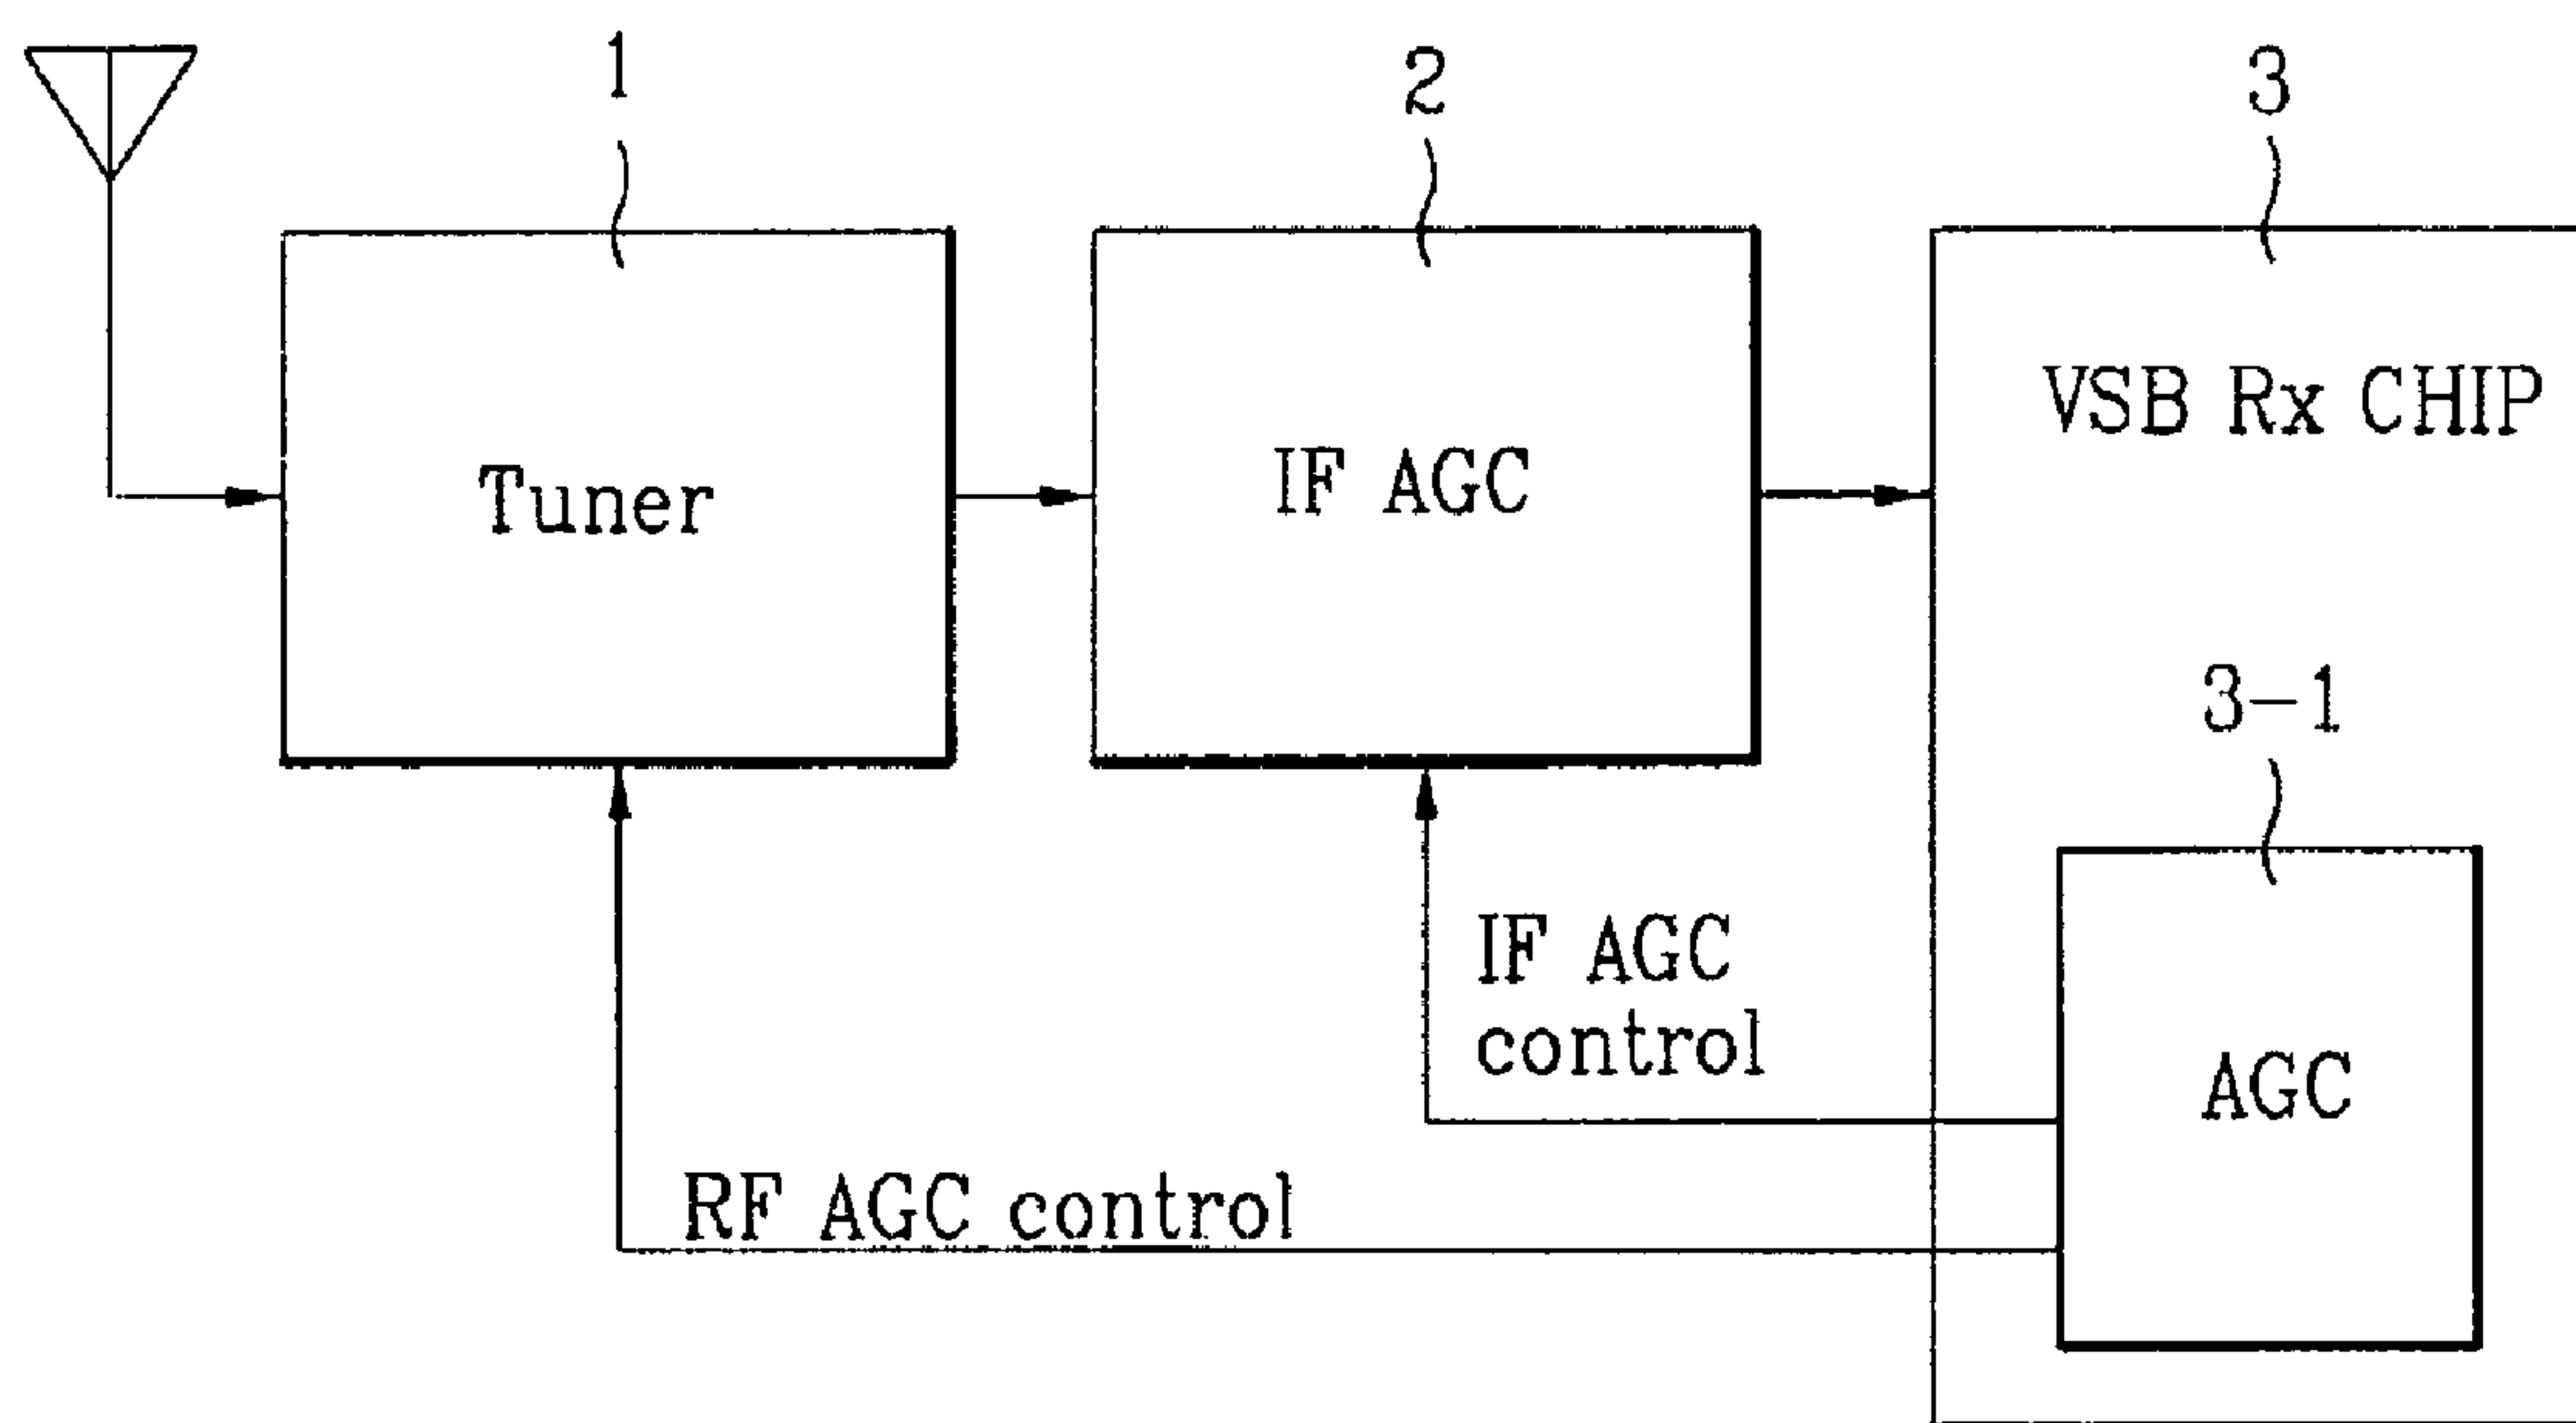 1
2
3
Tuner
IF AGC
VSB Rx CHIP
3-1
IF AGC
control
AGC
RF AGC control